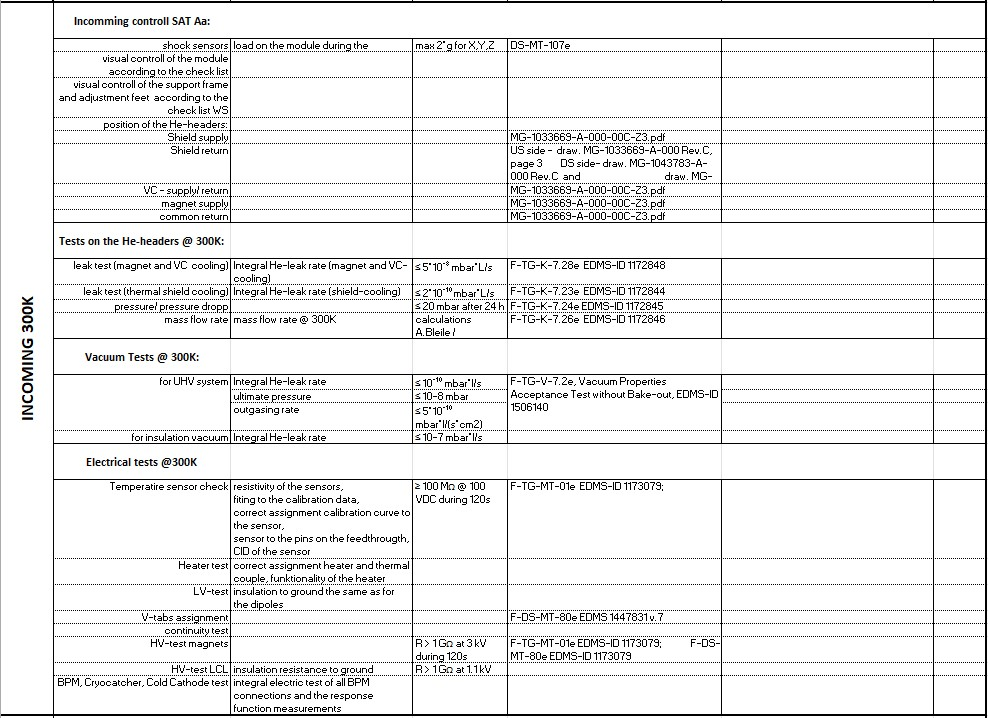 INCOMING 300K
Incomming controll SAT Aa:
shock sensors load on the module during the max 2*g for X,Y,Z DS-MT-107e
visual controll of the module
according to the check list
visual controll of the support frame
and adjustment feet according to the
check list WS
position of the He-headers:
Shield supply MG-1033669-A-000-00C-Z3.pdf
Shield return US side - draw. MG-1033669-A-000 Rev.C,
page 3 DS side- draw. MG-1043783-A-
000 Rev.C and draw. MG-
VC - supply/ return MG-1033669-A-000-00C-Z3.pdf
magnet supply MG-1033669-A-000-00C-Z3.pdf
common return MG-1033669-A-000-00C-Z3.pdf
Tests on the He-headers @ 300K:
leak test (magnet and VC cooling) Integral He-leak rate (magnet and VC- ≤5*10⁻⁸ mbar*L/s F-TG-K-7.28e EDMS-ID 1172848
cooling)
leak test (thermal shield cooling) Integral He-leak rate (shield-cooling) ≤2*10⁻¹⁰mbar*L/s F-TG-K-7.23e EDMS-ID 1172844
pressure/ pressure dropp ≤20 mbar after 24 h F-TG-K-7.24e EDMS-ID 1172845
mass flow rate mass flow rate @ 300K calculations F-TG-K-7.26e EDMS-ID 1172846
A.Bleile /
Vacuum Tests @ 300K:
for UHV system Integral He-leak rate ≤10⁻¹⁰ mbar*l/s F-TG-V-7.2e, Vacuum Properties
ultimate pressure ≤10-8 mbar Acceptance Test without Bake-out, EDMS-ID
outgasing rate ≤5*10⁻¹⁰ 1506140
mbar*l/(s*cm2)
for insulation vacuum Integral He-leak rate ≤10-7 mbar*l/s
Electrical tests @300K
Temperatire sensor check resistivity of the sensors, ≥100 MΩ @ 100 F-TG-MT-01e EDMS-ID 1173079;
fiting to the calibration data, VDC during 120s
correct assignment calibration curve to
the sensor,
sensor to the pins on the feedthrougth,
CID of the sensor
Heater test correct assignment heater and thermal
couple, funktionality of the heater
LV-test insulation to ground the same as for
the dipoles
V-tabs assignment F-DS-MT-80e EDMS 1447831 v.7
continuity test
HV-test magnets R > 1 GΩ at 3 kV F-TG-MT-01e EDMS-ID 1173079; F-DS-
during 120s MT-80e EDMS-ID 1173079
HV-test LCL insulation resistance to ground R > 1 GΩ at 1.1 kV
BPM, Cryocatcher, Cold Cathode test integral electric test of all BPM
connections and the response
function measurements